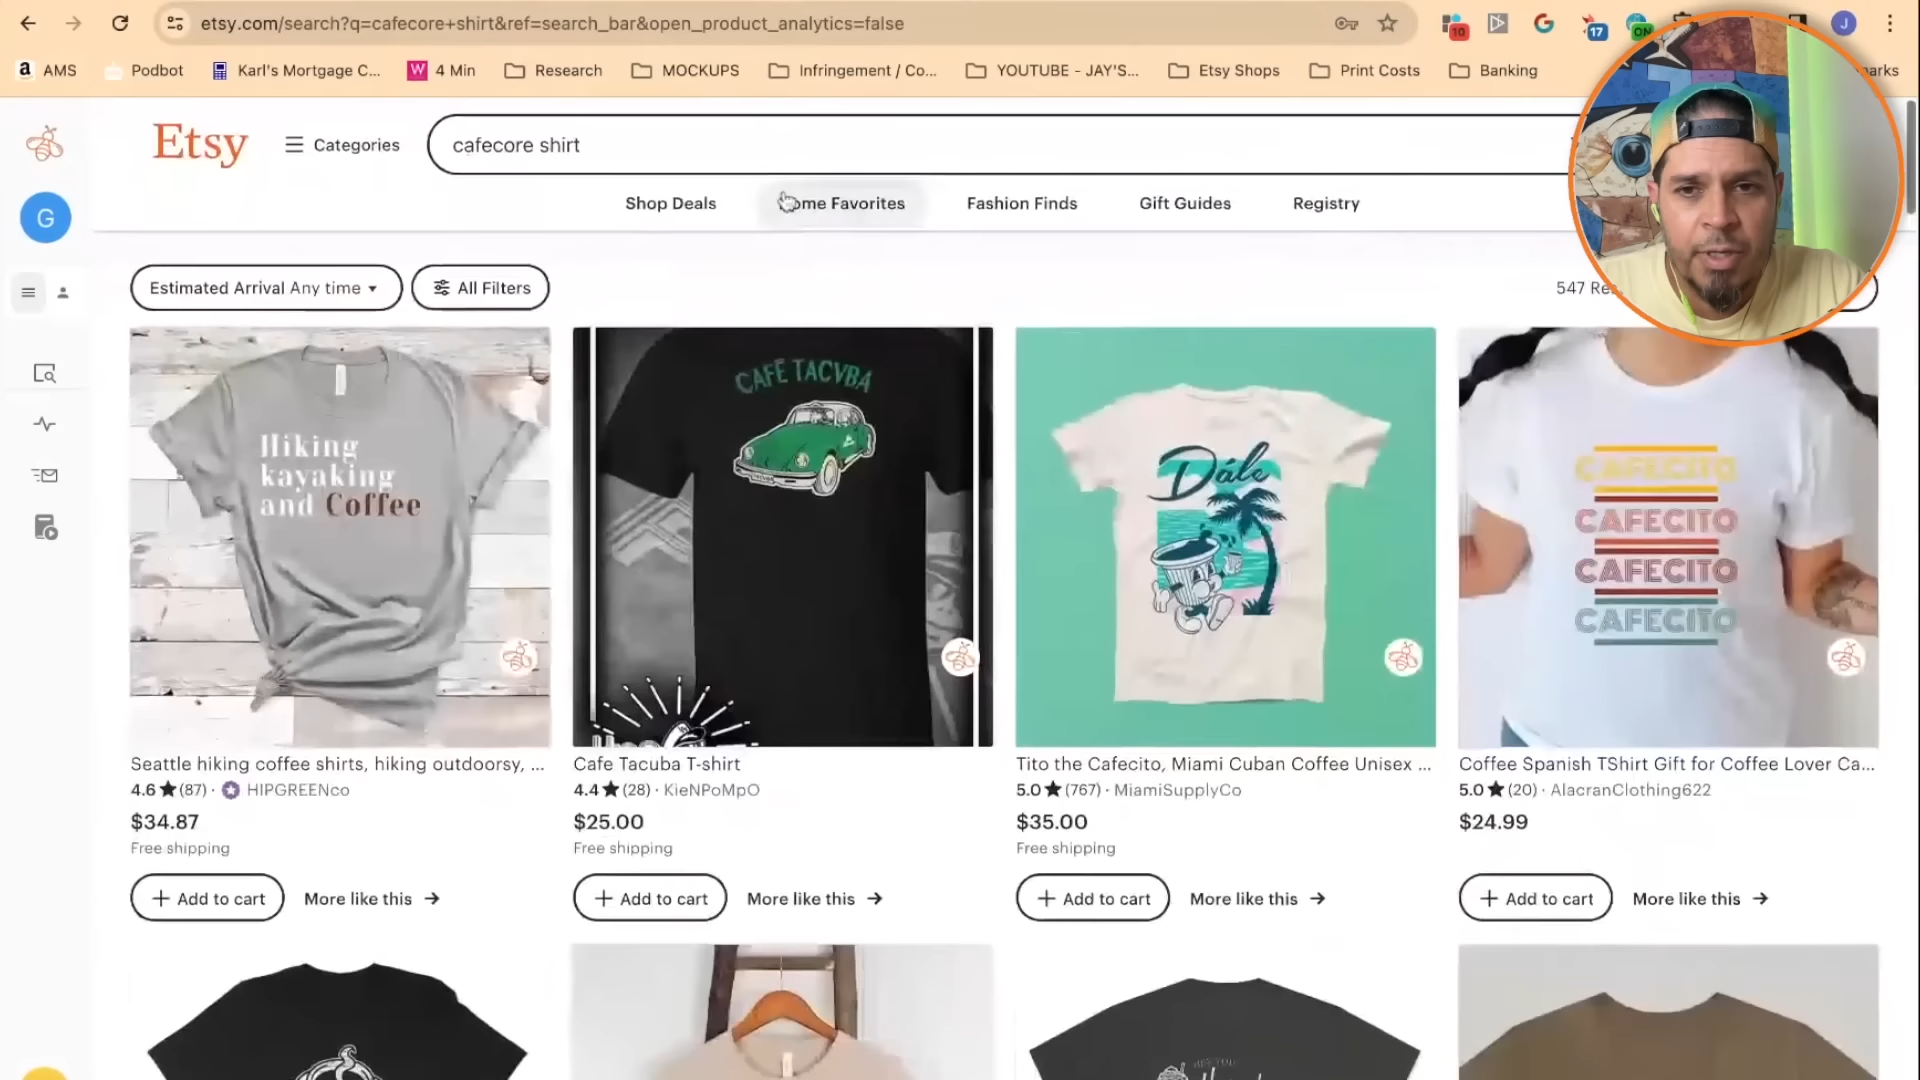 etsy.com/search?q=cafecore+shirt&ref=search_bar&open_product_analytics=false
10
17
ON
J
AMS
Podbot
Karl's Mortgage C...
4 Min
Research
MOCKUPS
Infringement / Co...
YOUTUBE - JAY'S...
Etsy Shops
Print Costs
Banking
Etsy
Categories
cafecore shirt
G
Shop Deals
Favorites
Fashion Finds
Gift Guides
Registry
Estimated Arrival Any time
All Filters
547
Hiking
kayaking
and Coffee
CAFE TACVBA
Dále
CAFECITO
CAFECITO
CAFECITO
CAFECITO
Seattle hiking coffee shirts, hiking outdoorsy, ...
Cafe Tacuba T-shirt
Tito the Cafecito, Miami Cuban Coffee Unisex ...
Coffee Spanish TShirt Gift for Coffee Lover Ca...
4.6★(87) · HIPGREENco
4.4★(28) · KieNPoMpO
5.0★(767) · MiamiSupplyCo
5.0★(20) · AlacranClothing622
$34.87
$25.00
$35.00
$24.99
Free shipping
Free shipping
Free shipping
+ Add to cart
More like this →
+ Add to cart
More like this →
+ Add to cart
More like this →
+ Add to cart
More like this →